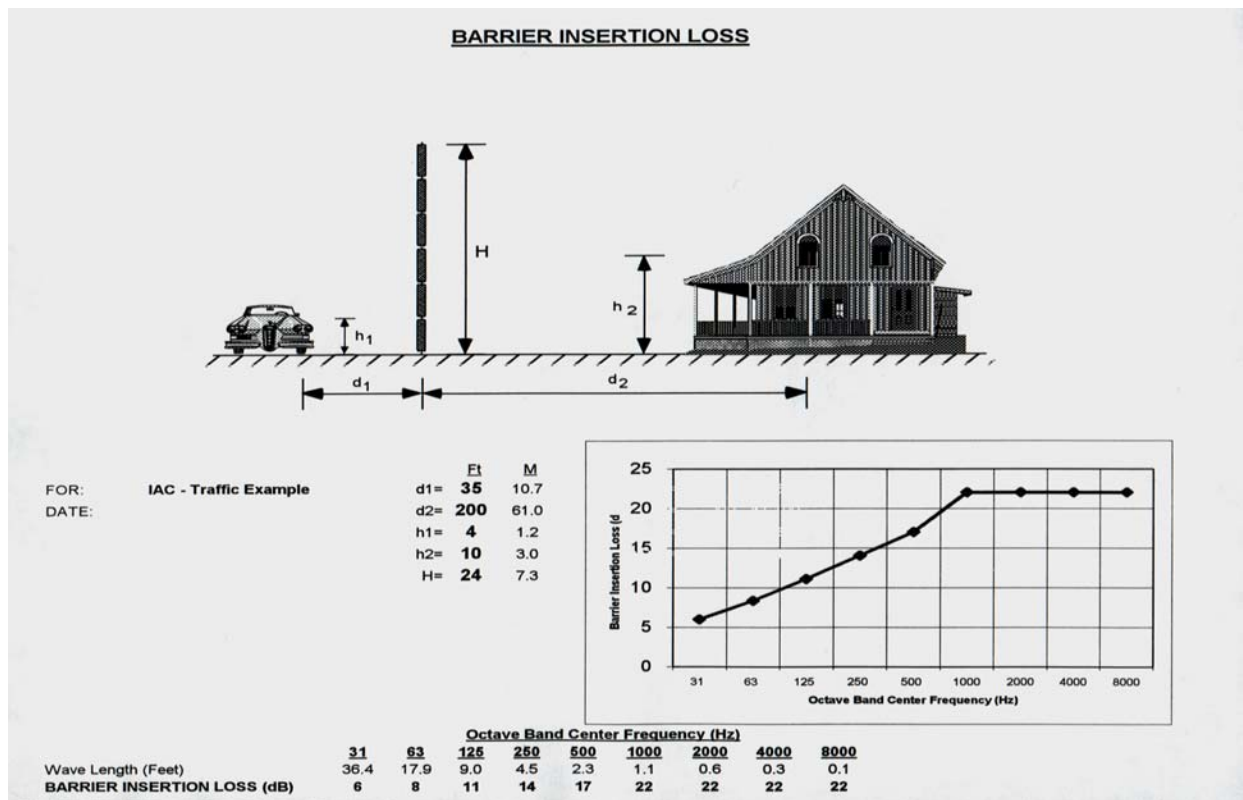 BARRIER INSERTION LOSS
H
h2
h1
d1
d2
Ft M
FOR: IAC - Traffic Example d1= 35 10.7
DATE: d2= 200 61.0
h1= 4 1.2
h2= 10 3.0
H= 24 7.3
Barrier Insertion Loss (d
25
20
15
10
5
0
31 63 125 250 500 1000 2000 4000 8000
Octave Band Center Frequency (Hz)
Octave Band Center Frequency (Hz)
31 63 125 250 500 1000 2000 4000 8000
Wave Length (Feet) 36.4 17.9 9.0 4.5 2.3 1.1 0.6 0.3 0.1
BARRIER INSERTION LOSS (dB) 6 8 11 14 17 22 22 22 22